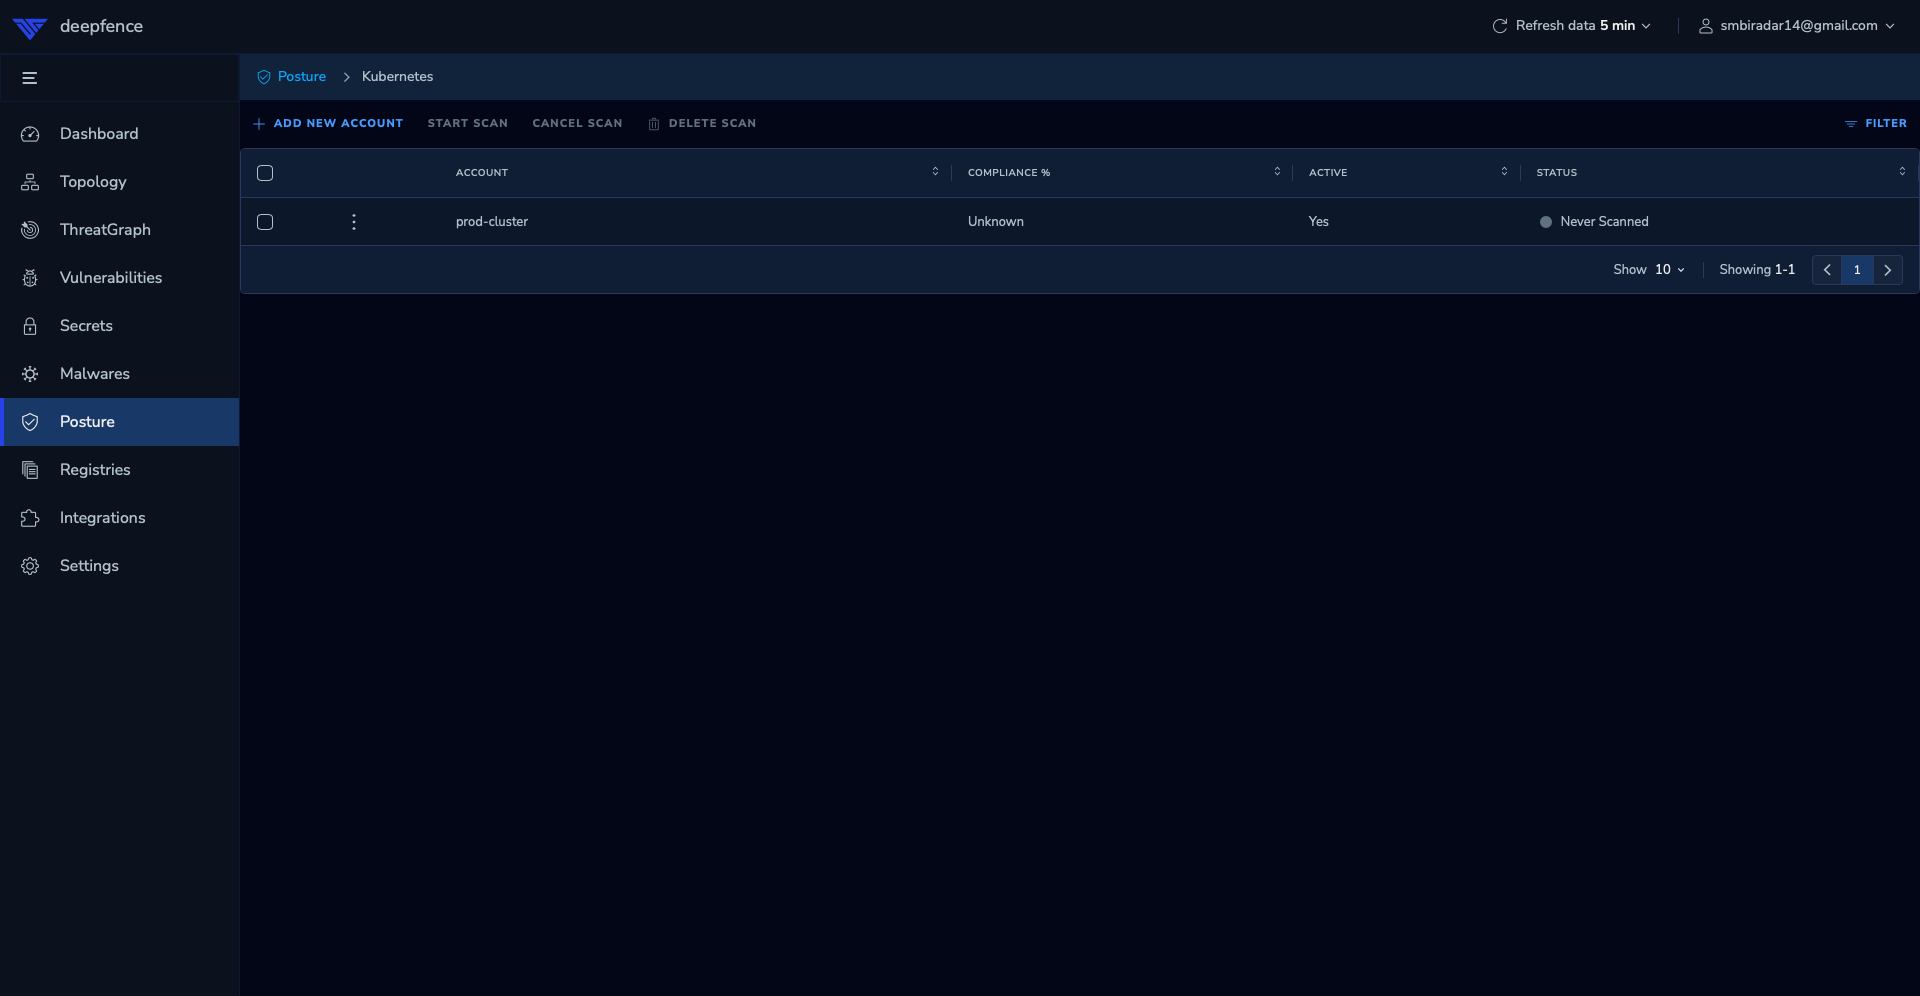 deepfence
Refresh data 5 min
smbiradar14@gmail.com
Posture
Kubernetes
Dashboard
Topology
ThreatGraph
Vulnerabilities
Secrets
Malwares
Posture
Registries
Integrations
Settings
ADD NEW ACCOUNT START SCAN CANCEL SCAN DELETE SCAN FILTER
ACCOUNT COMPLIANCE % ACTIVE STATUS
prod-cluster Unknown Yes Never Scanned
Show 10 Showing 1-1 1